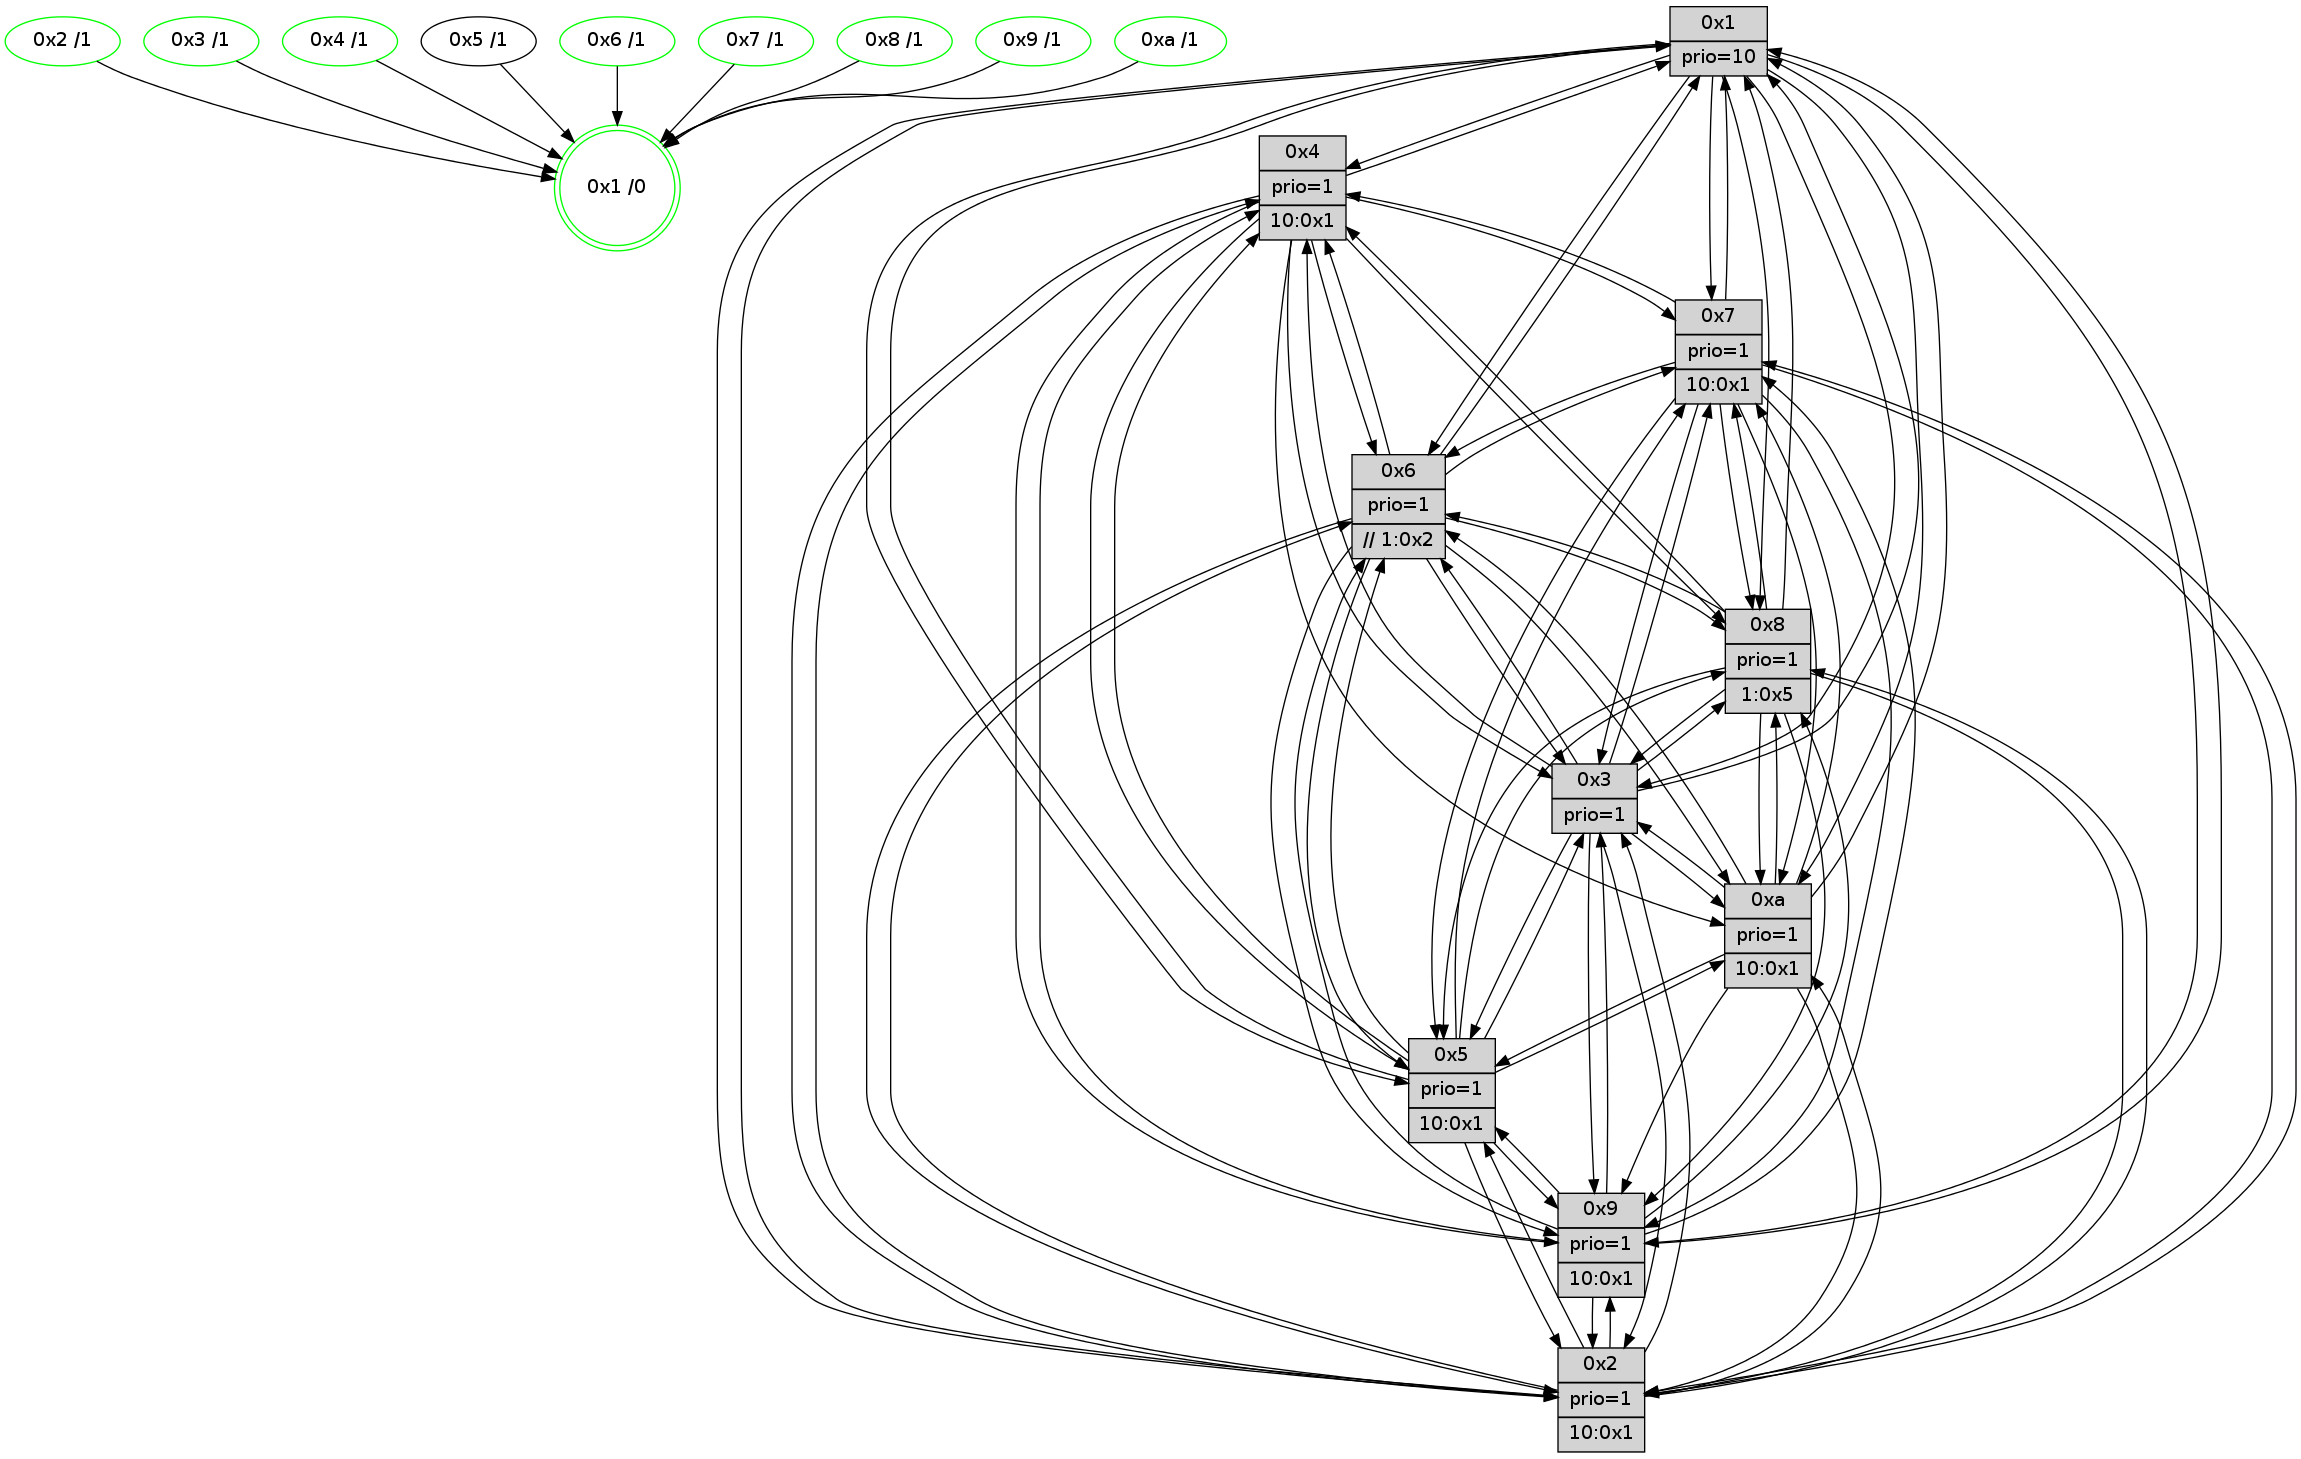 0x2 /1
0x3 /1
0x4 /1
0x5 /1
0x6 /1
0x7 /1
0x8 /1
0x9 /1
0xa /1
0x1 /0
0x1
prio=10
0x4
prio=1
10:0x1
0x7
prio=1
10:0x1
0x6
prio=1
// 1:0x2
0x8
prio=1
1:0x5
0x3
prio=1
0xa
prio=1
10:0x1
0x5
prio=1
10:0x1
0x9
prio=1
10:0x1
0x2
prio=1
10:0x1